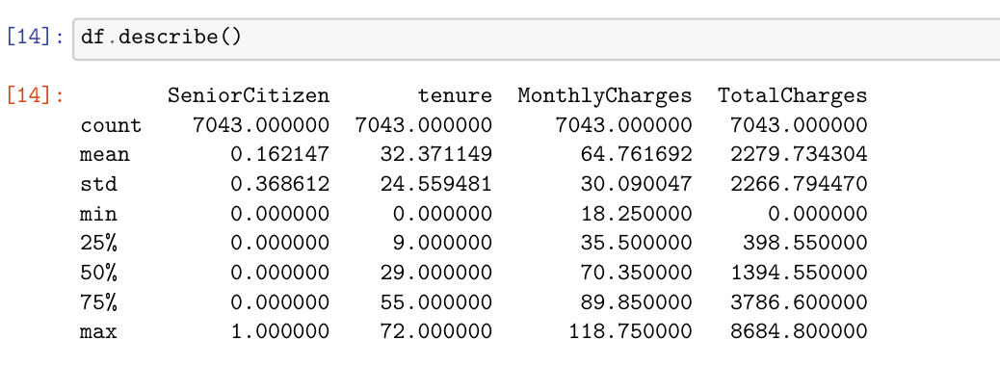 [14]: df.describe()
[14]: SeniorCitizen tenure MonthlyCharges TotalCharges
count 7043.000000 7043.000000 7043.000000 7043.000000
mean 0.162147 32.371149 64.761692 2279.734304
std 0.368612 24.559481 30.090047 2266.794470
min 0.000000 0.000000 18.250000 0.000000
25% 0.000000 9.000000 35.500000 398.550000
50% 0.000000 29.000000 70.350000 1394.550000
75% 0.000000 55.000000 89.850000 3786.600000
max 1.000000 72.000000 118.750000 8684.800000